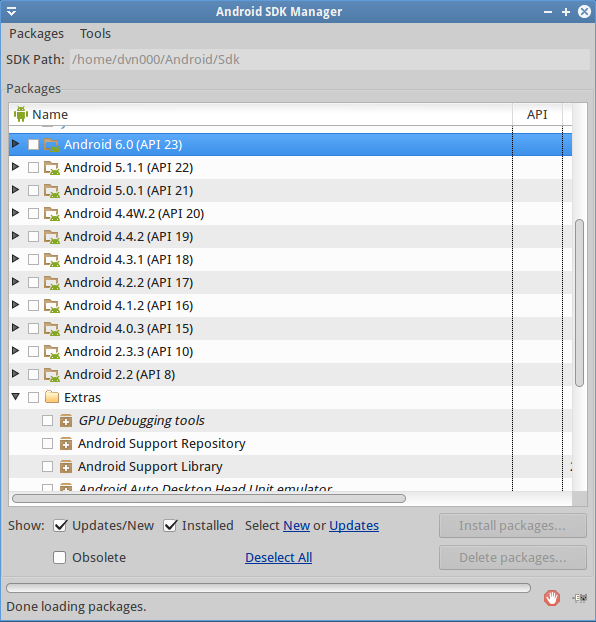 Android SDK Manager
Packages Tools
SDK Path: /home/dvn000/Android/Sdk
Packages
Name API
Android 6.0 (API 23)
Android 5.1.1 (API 22)
Android 5.0.1 (API 21)
Android 4.4W.2 (API 20)
Android 4.4.2 (API 19)
Android 4.3.1 (API 18)
Android 4.2.2 (API 17)
Android 4.1.2 (API 16)
Android 4.0.3 (API 15)
Android 2.3.3 (API 10)
Android 2.2 (API 8)
Extras
GPU Debugging tools
Android Support Repository
Android Support Library
Android Auto Desktop Head Unit emulator
Show: Updates/New Installed Select New or Updates Install packages...
Obsolete Deselect All Delete packages...
Done loading packages.